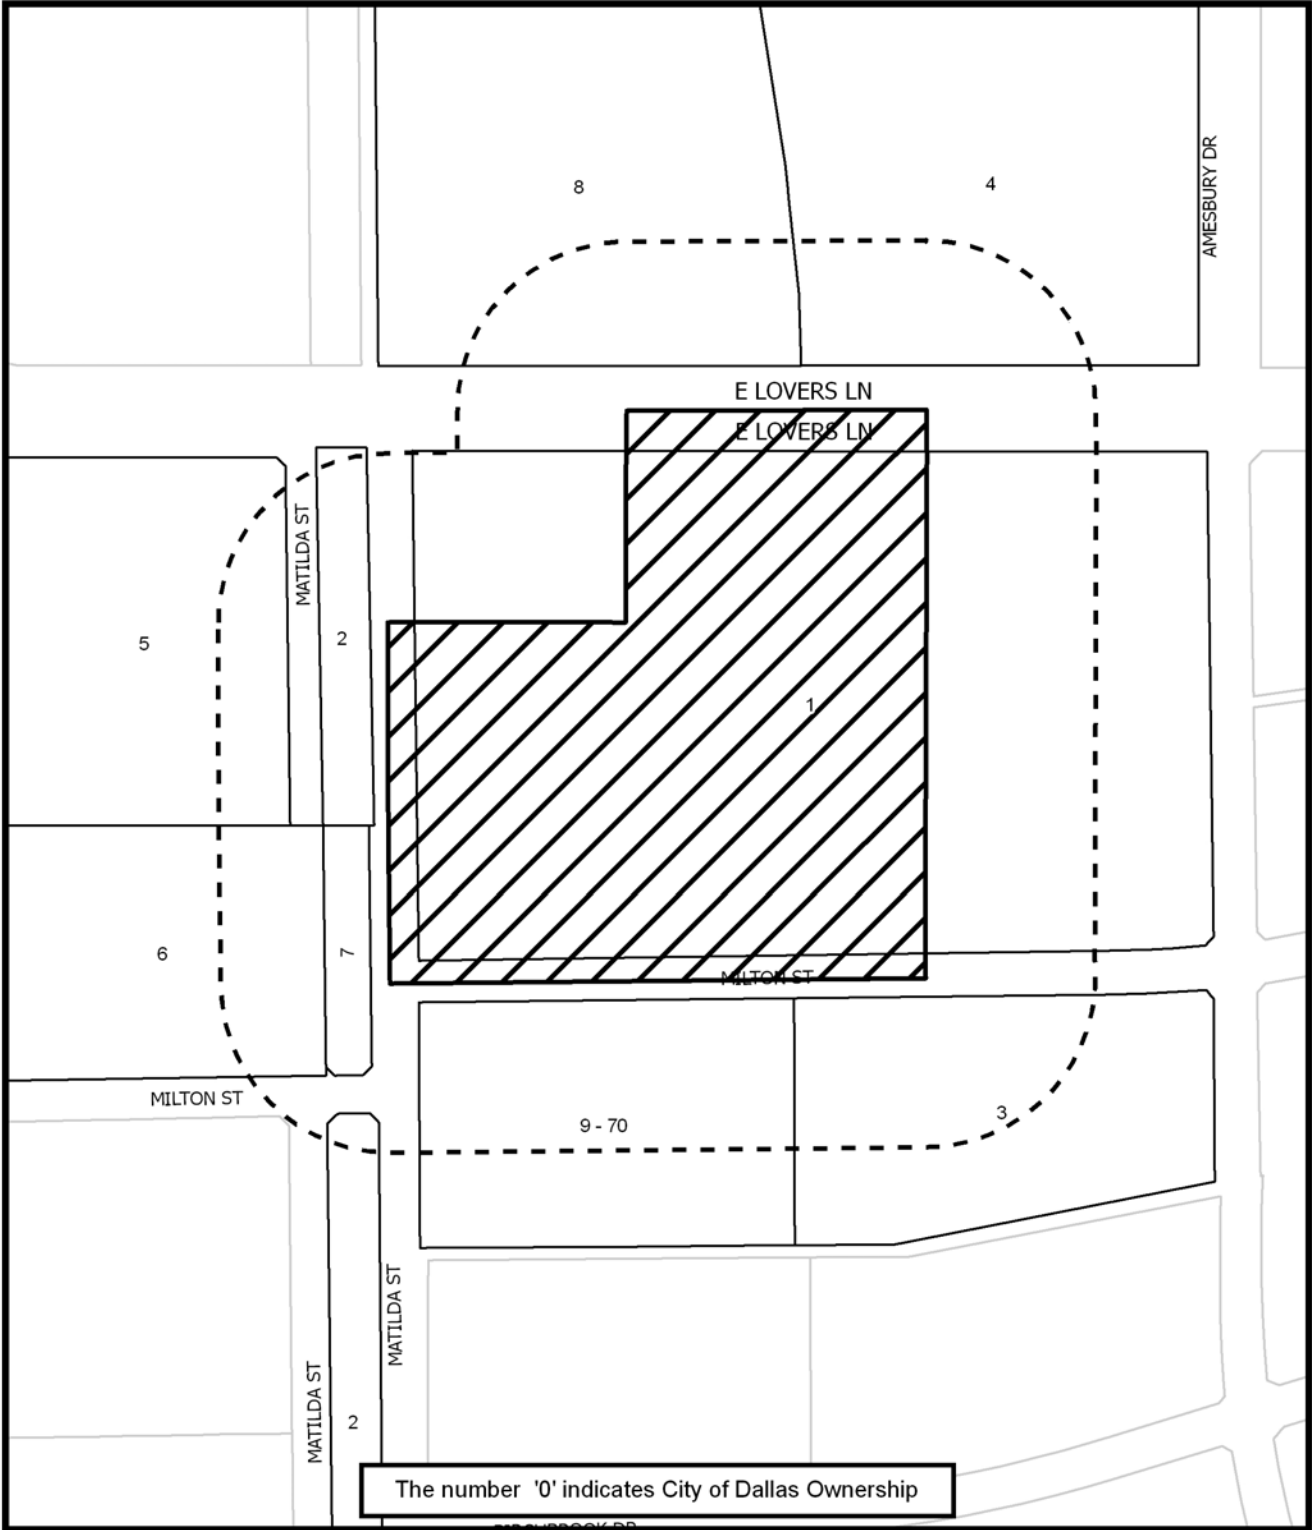 8
4
AMESBURY DR
E LOVERS LN
E LOVERS LN
MATILDA ST
5
2
1
6
7
MILTON ST
MILTON ST
9 - 70
3
MATILDA ST
MATILDA ST
2
The number '0' indicates City of Dallas Ownership